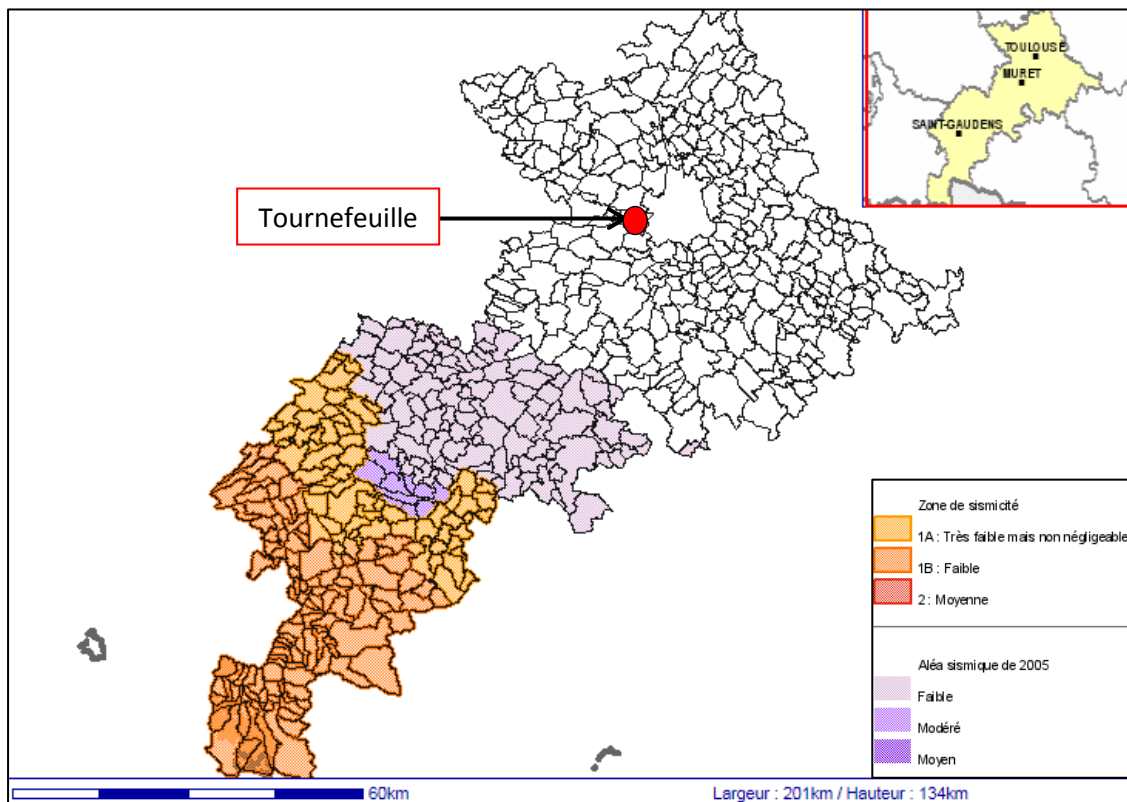 TOULOUSE
MURET
SAINT-GAUDENS
Tournefeuille
Zone de sismicité
1A : Très faible mais non négligeable
1B : Faible
2 : Moyenne
Aléa sismique de 2005
Faible
Modéré
Moyen
60km
Largeur : 201km / Hauteur : 134km